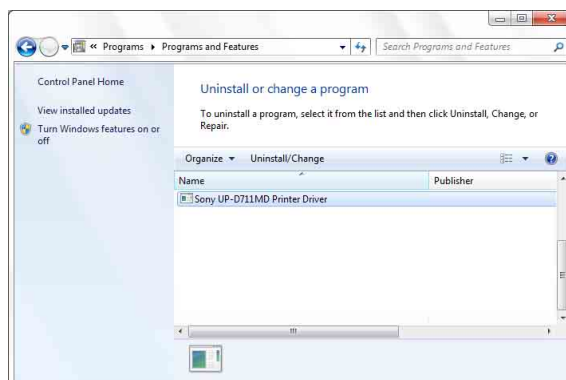 « Programs ▸ Programs and Features
Search Programs and Features
Control Panel Home
View installed updates
Turn Windows features on or
off
Uninstall or change a program
To uninstall a program, select it from the list and then click Uninstall, Change, or
Repair.
Organize Uninstall/Change
Name Publisher
Sony UP-D711MD Printer Driver